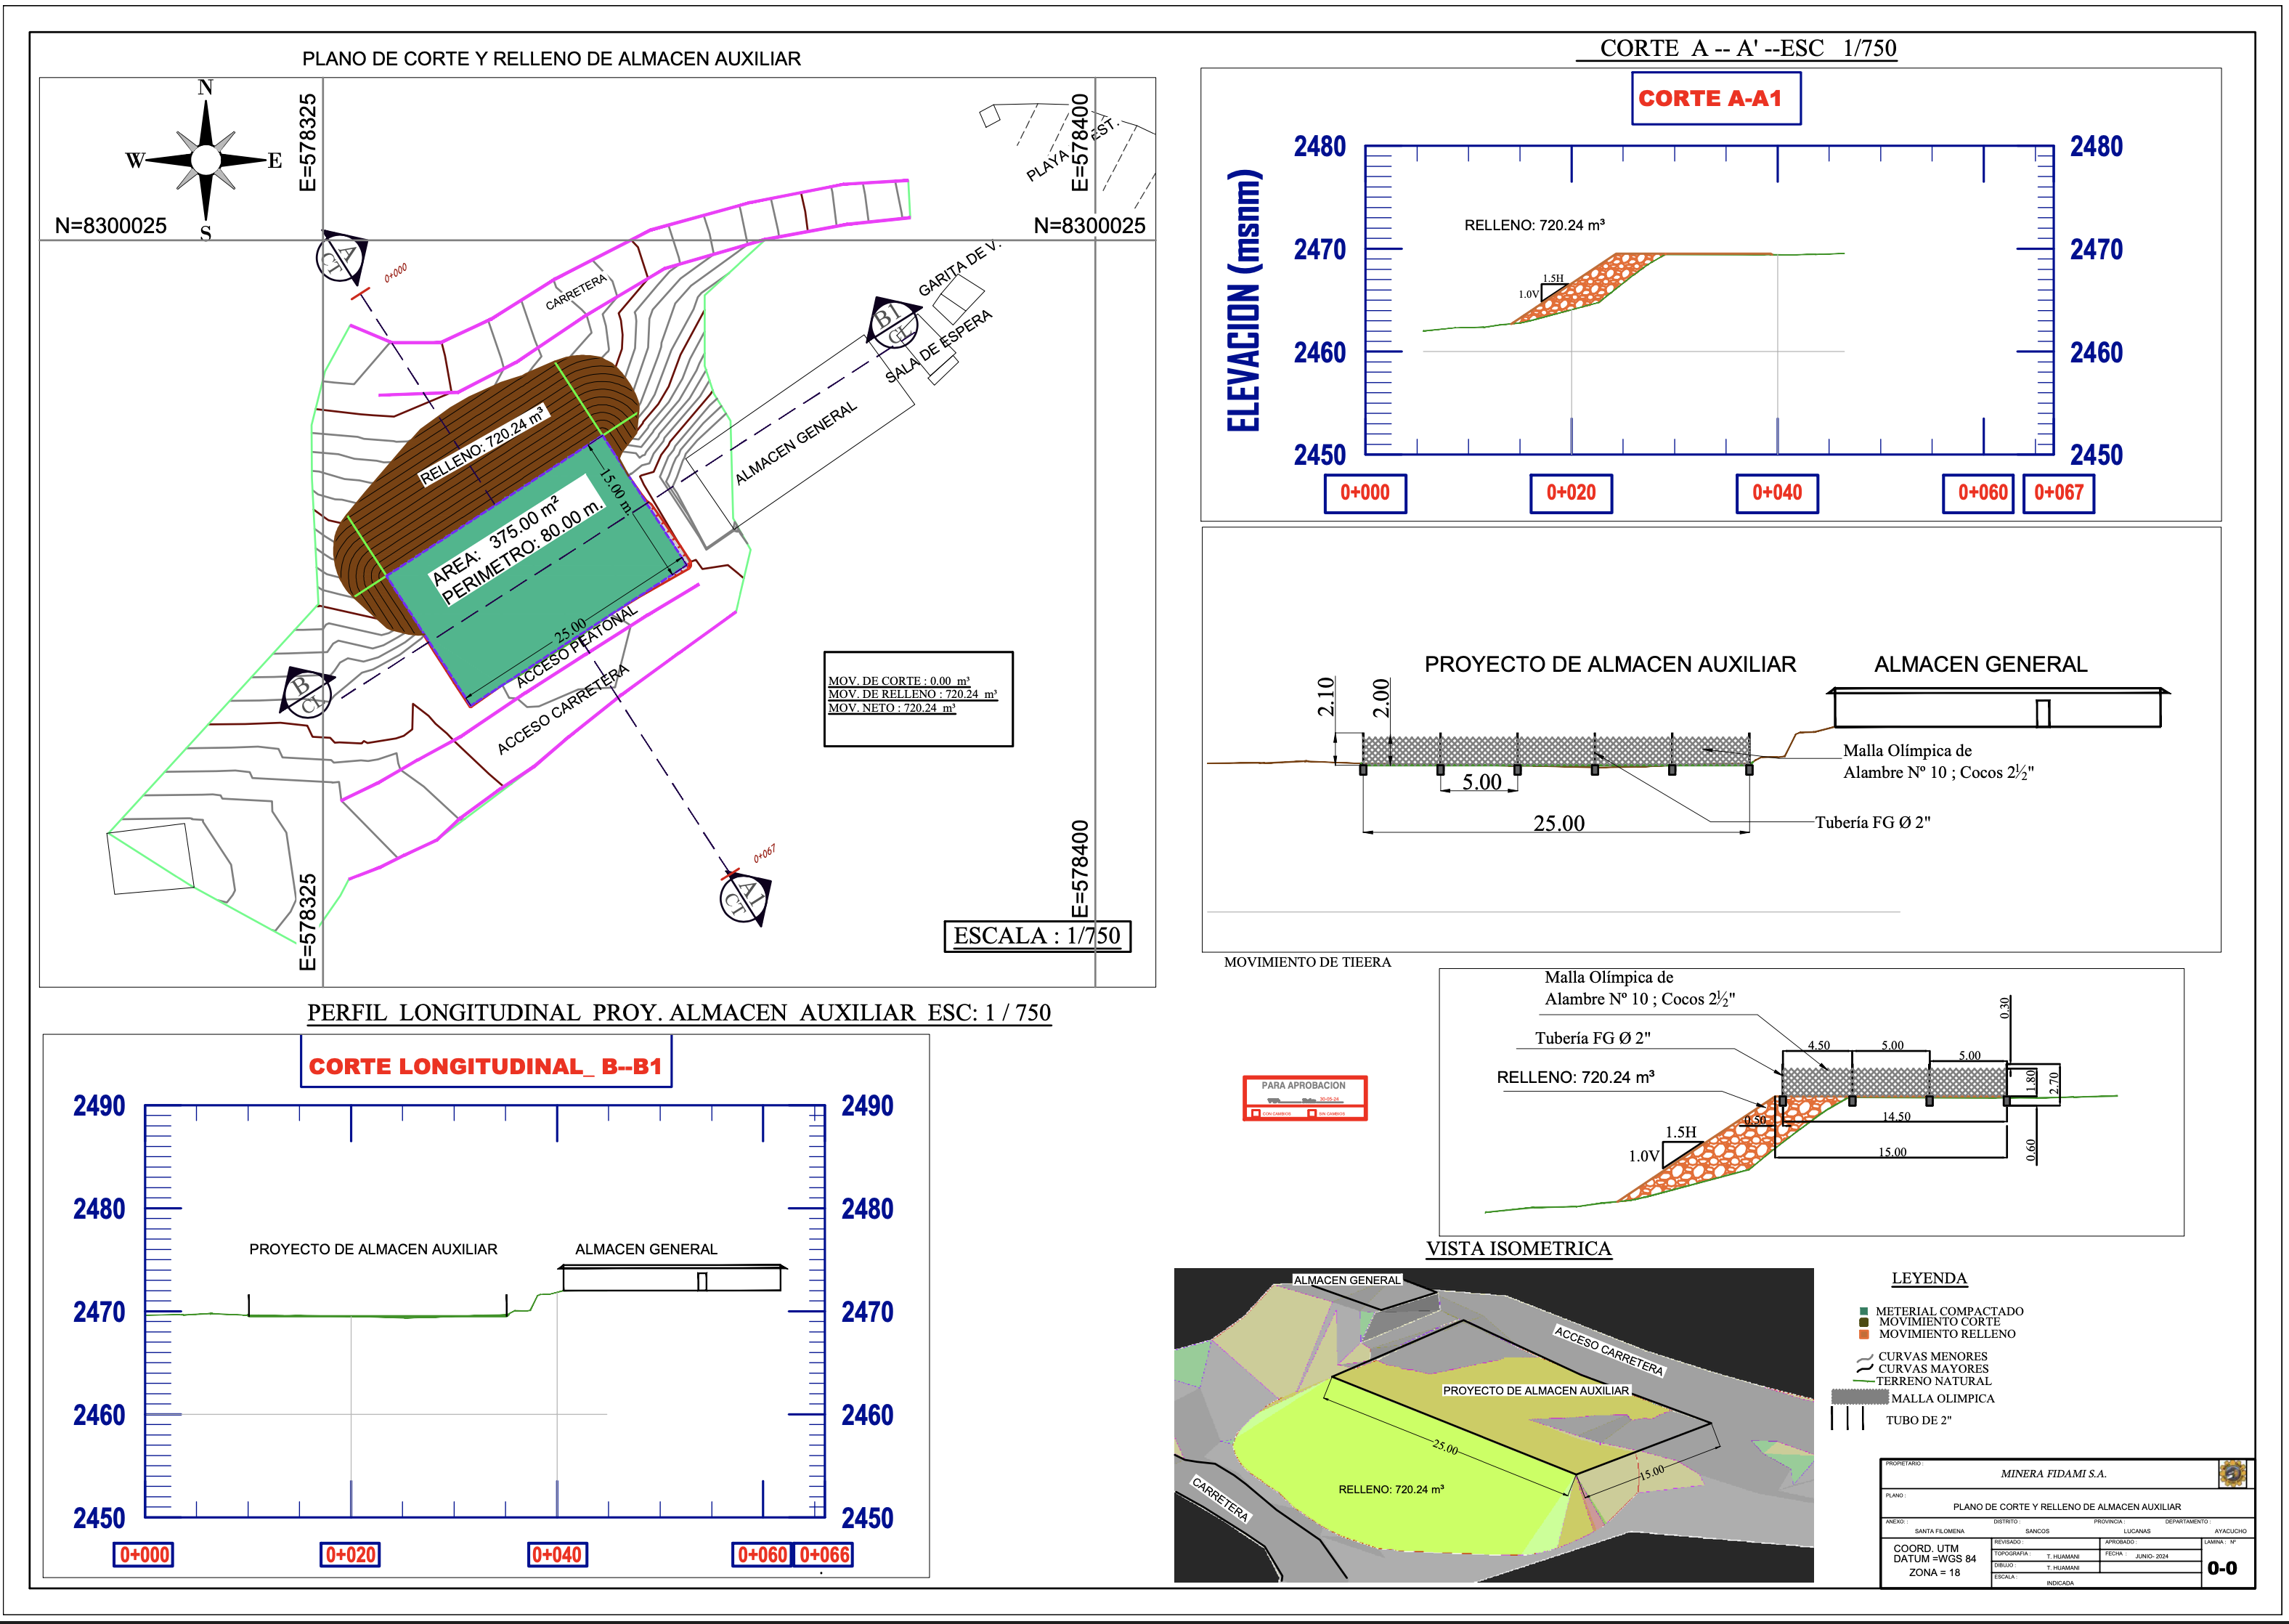 PLANO DE CORTE Y RELLENO DE ALMACEN AUXILIAR
N
W
E
S
E=578325
E=578400
N=8300025
N=8300025
PLAYA
EST.
A
CT
0+000
CARRETERA
GARITA DE V.
B1
CL
SALA DE ESPERA
ALMACEN GENERAL
RELLENO: 720.24 m³
15.00 m.
AREA: 375.00 m²
PERIMETRO: 80.00 m.
25.00
ACCESO PEATONAL
ACCESO CARRETERA
B
CL
MOV. DE CORTE : 0.00 m³
MOV. DE RELLENO : 720.24 m³
MOV. NETO : 720.24 m³
0+067
A1
CT
E=578325
E=578400
ESCALA : 1/750
CORTE A -- A' --ESC 1/750
CORTE A-A1
ELEVACION (msnm)
2480
2470
2460
2450
2480
2470
2460
2450
RELLENO: 720.24 m³
1.5H
1.0V
0+000
0+020
0+040
0+060
0+067
PROYECTO DE ALMACEN AUXILIAR
ALMACEN GENERAL
2.10
2.00
5.00
25.00
Malla Olímpica de
Alambre Nº 10 ; Cocos 2½"
Tubería FG Ø 2"
MOVIMIENTO DE TIEERA
Malla Olímpica de
Alambre Nº 10 ; Cocos 2½"
Tubería FG Ø 2"
RELLENO: 720.24 m³
4.50
5.00
5.00
0.30
1.80
2.70
0.50
14.50
15.00
0.60
1.5H
1.0V
PERFIL LONGITUDINAL PROY. ALMACEN AUXILIAR ESC: 1 / 750
CORTE LONGITUDINAL_ B--B1
2490
2480
2470
2460
2450
2490
2480
2470
2460
2450
PROYECTO DE ALMACEN AUXILIAR
ALMACEN GENERAL
0+000
0+020
0+040
0+060
0+066
PARA APROBACION
30-05-24
CON CAMBIOS
SIN CAMBIOS
VISTA ISOMETRICA
ALMACEN GENERAL
ACCESO CARRETERA
PROYECTO DE ALMACEN AUXILIAR
25.00
15.00
RELLENO: 720.24 m³
CARRETERA
LEYENDA
METERIAL COMPACTADO
MOVIMIENTO CORTE
MOVIMIENTO RELLENO
CURVAS MENORES
CURVAS MAYORES
TERRENO NATURAL
MALLA OLIMPICA
TUBO DE 2"
PROPIETARIO :
MINERA FIDAMI S.A.
PLANO :
PLANO DE CORTE Y RELLENO DE ALMACEN AUXILIAR
ANEXO: :
SANTA FILOMENA
DISTRITO :
SANCOS
PROVINCIA :
LUCANAS
DEPARTAMENTO :
AYACUCHO
COORD. UTM
DATUM =WGS 84
ZONA = 18
REVISADO :
TOPOGRAFIA :
T. HUAMANI
DIBUJO :
T. HUAMANI
ESCALA :
INDICADA
APROBADO :
FECHA :
JUNIO- 2024
LAMINA : Nº
0-0